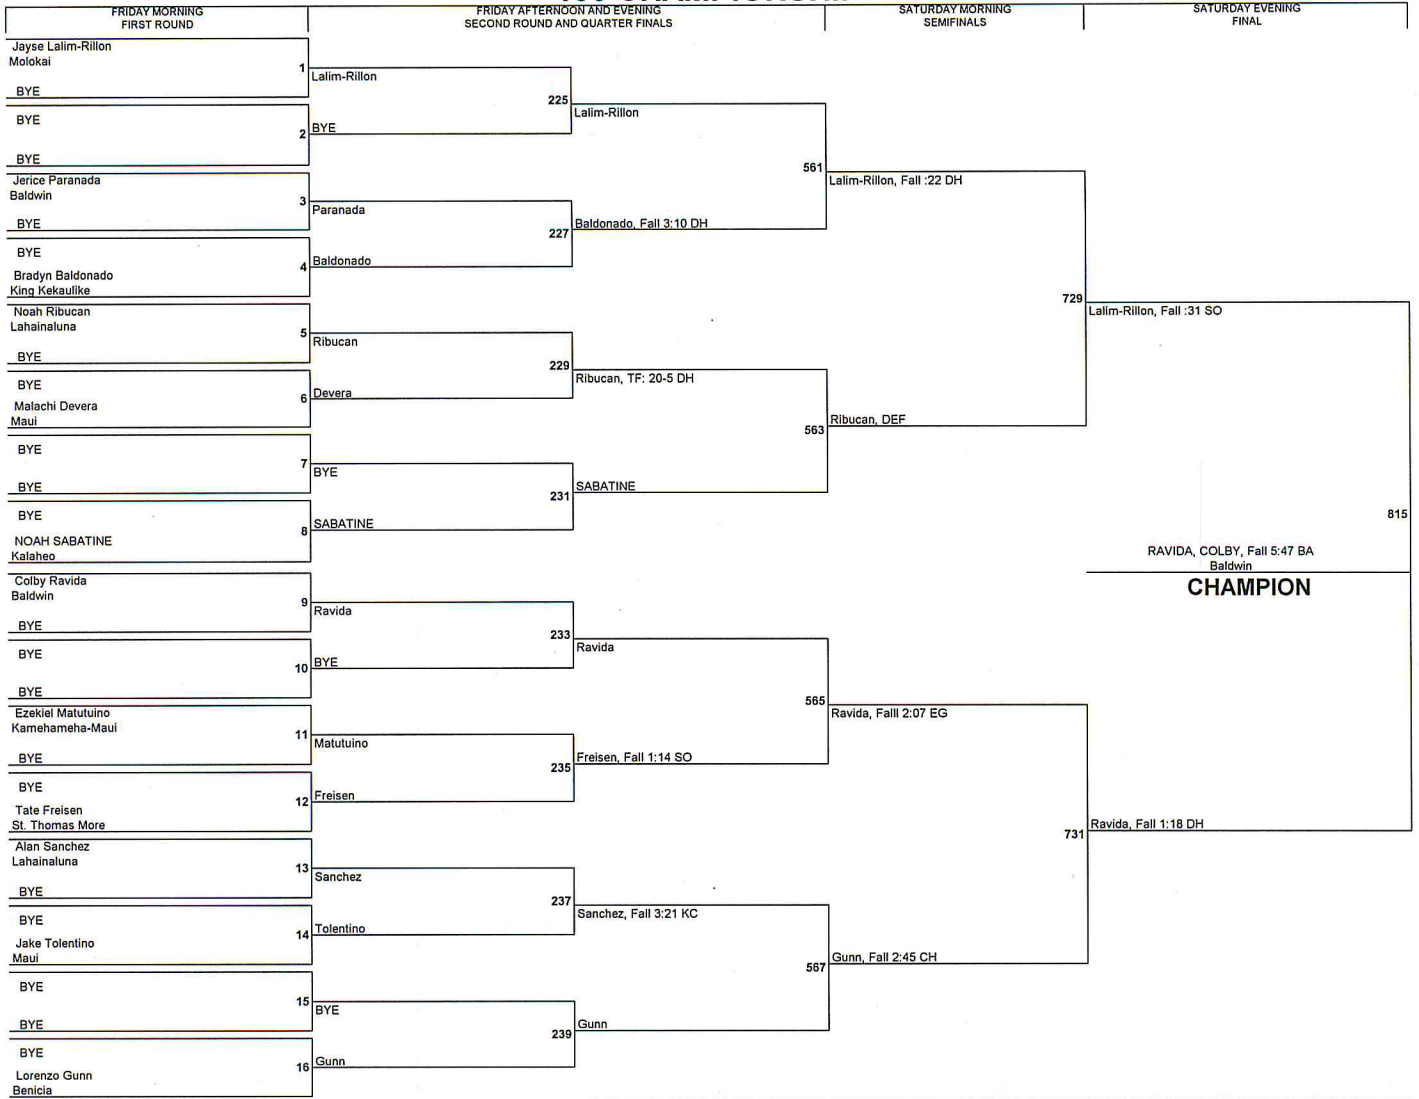 FRIDAY MORNING
FIRST ROUND
FRIDAY AFTERNOON AND EVENING
SECOND ROUND AND QUARTER FINALS
SATURDAY MORNING
SEMIFINALS
SATURDAY EVENING
FINAL
Jayse Lalim-Rillon
Molokai
BYE
1
BYE
BYE
2
Jerice Paranada
Baldwin
BYE
3
BYE
Bradyn Baldonado
King Kekaulike
4
Noah Ribucan
Lahainaluna
BYE
5
BYE
Malachi Devera
Maui
6
BYE
BYE
7
BYE
NOAH SABATINE
Kalaheo
8
Colby Ravida
Baldwin
BYE
9
BYE
BYE
10
Ezekiel Matutuino
Kamehameha-Maui
BYE
11
BYE
Tate Freisen
St. Thomas More
12
Alan Sanchez
Lahainaluna
BYE
13
BYE
Jake Tolentino
Maui
14
BYE
BYE
15
BYE
Lorenzo Gunn
Benicia
16
Lalim-Rillon
225
BYE
Paranada
227
Baldonado
Ribucan
229
Devera
BYE
231
SABATINE
Ravida
233
BYE
Matutuino
235
Freisen
Sanchez
237
Tolentino
BYE
239
Gunn
Lalim-Rillon
561
Baldonado, Fall 3:10 DH
Ribucan, TF: 20-5 DH
563
SABATINE
Ravida
565
Freisen, Fall 1:14 SO
Sanchez, Fall 3:21 KC
567
Gunn
Lalim-Rillon, Fall :22 DH
729
Ribucan, DEF
Ravida, Falll 2:07 EG
731
Gunn, Fall 2:45 CH
Lalim-Rillon, Fall :31 SO
815
RAVIDA, COLBY, Fall 5:47 BA
Baldwin
CHAMPION
Ravida, Fall 1:18 DH